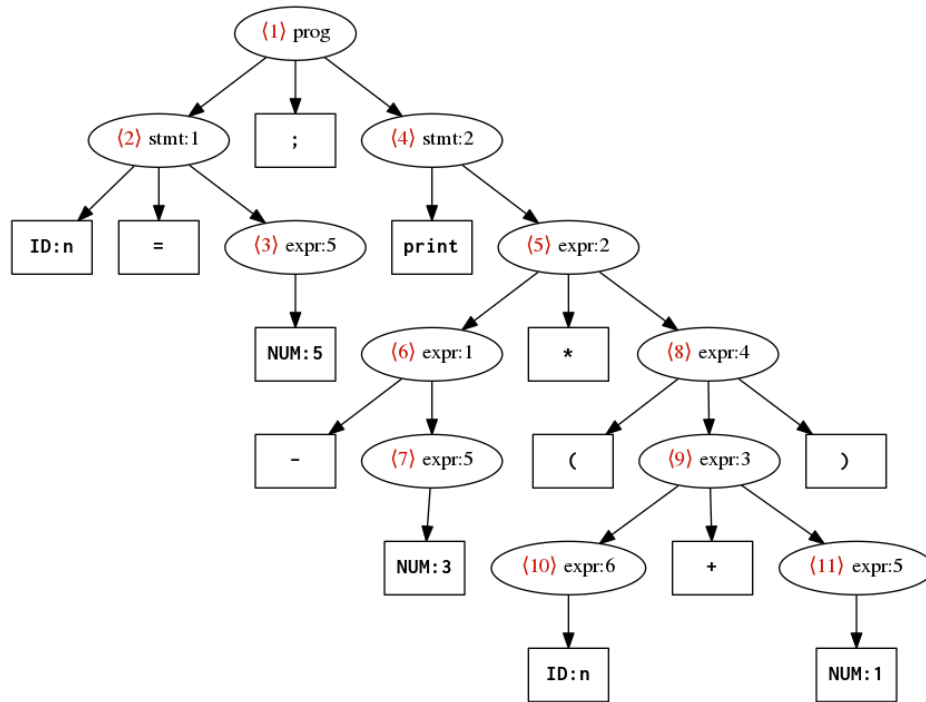 ⟨1⟩ prog
⟨2⟩ stmt:1
;
⟨4⟩ stmt:2
ID:n
=
⟨3⟩ expr:5
print
⟨5⟩ expr:2
NUM:5
⟨6⟩ expr:1
*
⟨8⟩ expr:4
-
⟨7⟩ expr:5
(
⟨9⟩ expr:3
)
NUM:3
⟨10⟩ expr:6
+
⟨11⟩ expr:5
ID:n
NUM:1